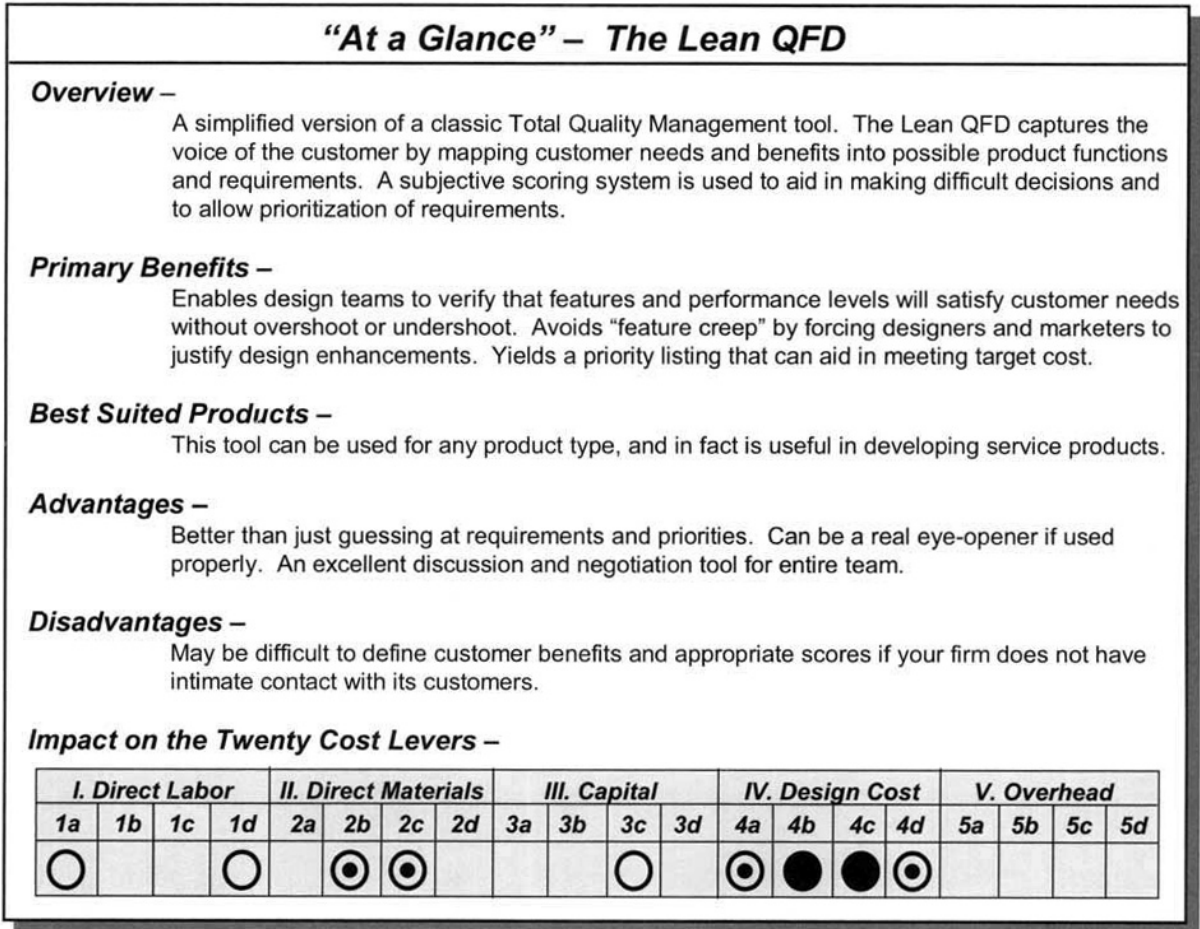 “At a Glance” – The Lean QFD
Overview –
A simplified version of a classic Total Quality Management tool. The Lean QFD captures the
voice of the customer by mapping customer needs and benefits into possible product functions
and requirements. A subjective scoring system is used to aid in making difficult decisions and
to allow prioritization of requirements.
Primary Benefits –
Enables design teams to verify that features and performance levels will satisfy customer needs
without overshoot or undershoot. Avoids “feature creep” by forcing designers and marketers to
justify design enhancements. Yields a priority listing that can aid in meeting target cost.
Best Suited Products –
This tool can be used for any product type, and in fact is useful in developing service products.
Advantages –
Better than just guessing at requirements and priorities. Can be a real eye-opener if used
properly. An excellent discussion and negotiation tool for entire team.
Disadvantages –
May be difficult to define customer benefits and appropriate scores if your firm does not have
intimate contact with its customers.
Impact on the Twenty Cost Levers –
I. Direct Labor II. Direct Materials III. Capital IV. Design Cost V. Overhead
1a 1b 1c 1d 2a 2b 2c 2d 3a 3b 3c 3d 4a 4b 4c 4d 5a 5b 5c 5d